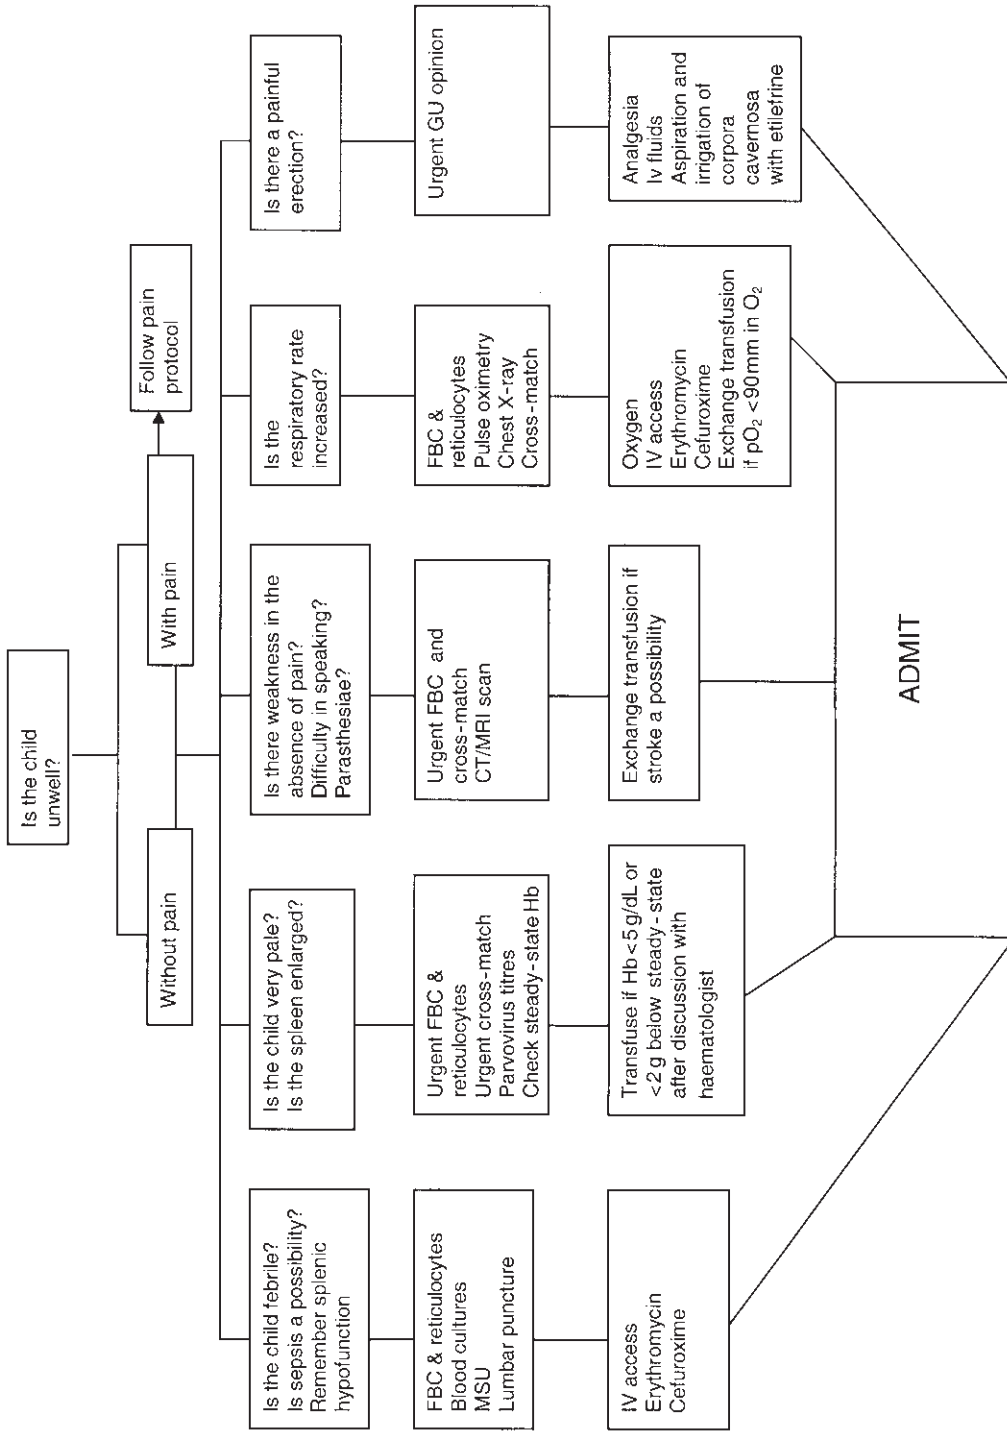 Is the child
unwell?
Without pain
With pain
Follow pain
protocol
Is the child febrile?
Is sepsis a possibility?
Remember splenic
hypofunction
Is the child very pale?
Is the spleen enlarged?
Is there weakness in the
absence of pain?
Difficulty in speaking?
Parasthesiae?
Is the
respiratory rate
increased?
Is there a painful
erection?
FBC & reticulocytes
Blood cultures
MSU
Lumbar puncture
Urgent FBC &
reticulocytes
Urgent cross-match
Parvovirus titres
Check steady-state Hb
Urgent FBC and
cross-match
CT/MRI scan
FBC &
reticulocytes
Pulse oximetry
Chest X-ray
Cross-match
Urgent GU opinion
IV access
Erythromycin
Cefuroxime
Transfuse if Hb<5g/dL or
<2g below steady-state
after discussion with
haematologist
Exchange transfusion if
stroke a possibility
Oxygen
IV access
Erythromycin
Cefuroxime
Exchange transfusion
if pO₂ <90mm in O₂
Analgesia
Iv fluids
Aspiration and
irrigation of
corpora
cavernosa
with etilefrine
ADMIT